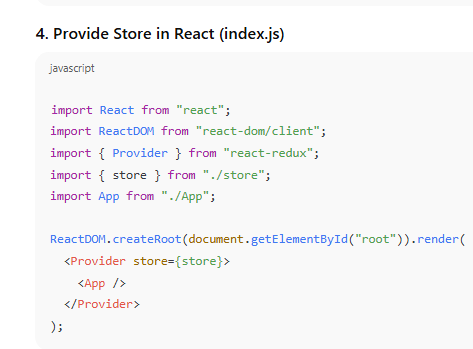 4. Provide Store in React (index.js)
javascript
import React from "react";
import ReactDOM from "react-dom/client";
import { Provider } from "react-redux";
import { store } from "./store";
import App from "./App";
ReactDOM.createRoot(document.getElementById("root")).render(
<Provider store={store}>
<App />
</Provider>
);